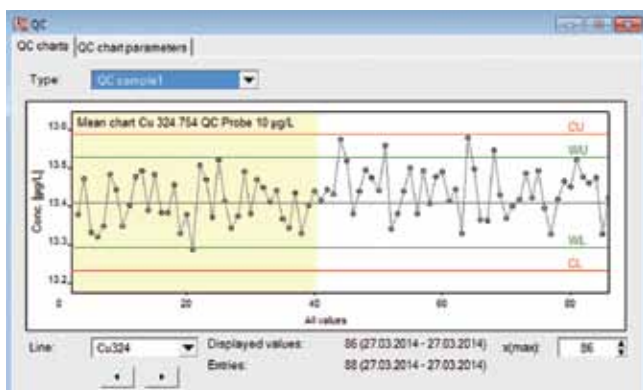 QC
QC charts QC chart parameters
Type: QC sample1
Mean chart Cu 324.754 QC Probe 10 µg/L
Conc. [µg/L]
13.6
13.5
13.4
13.3
13.2
CU
WU
WL
CL
0 20 40 60 80
All values
Line: Cu324 Displayed values: 86 (27.03.2014 - 27.03.2014) x(max): 86
Entries: 88 (27.03.2014 - 27.03.2014)